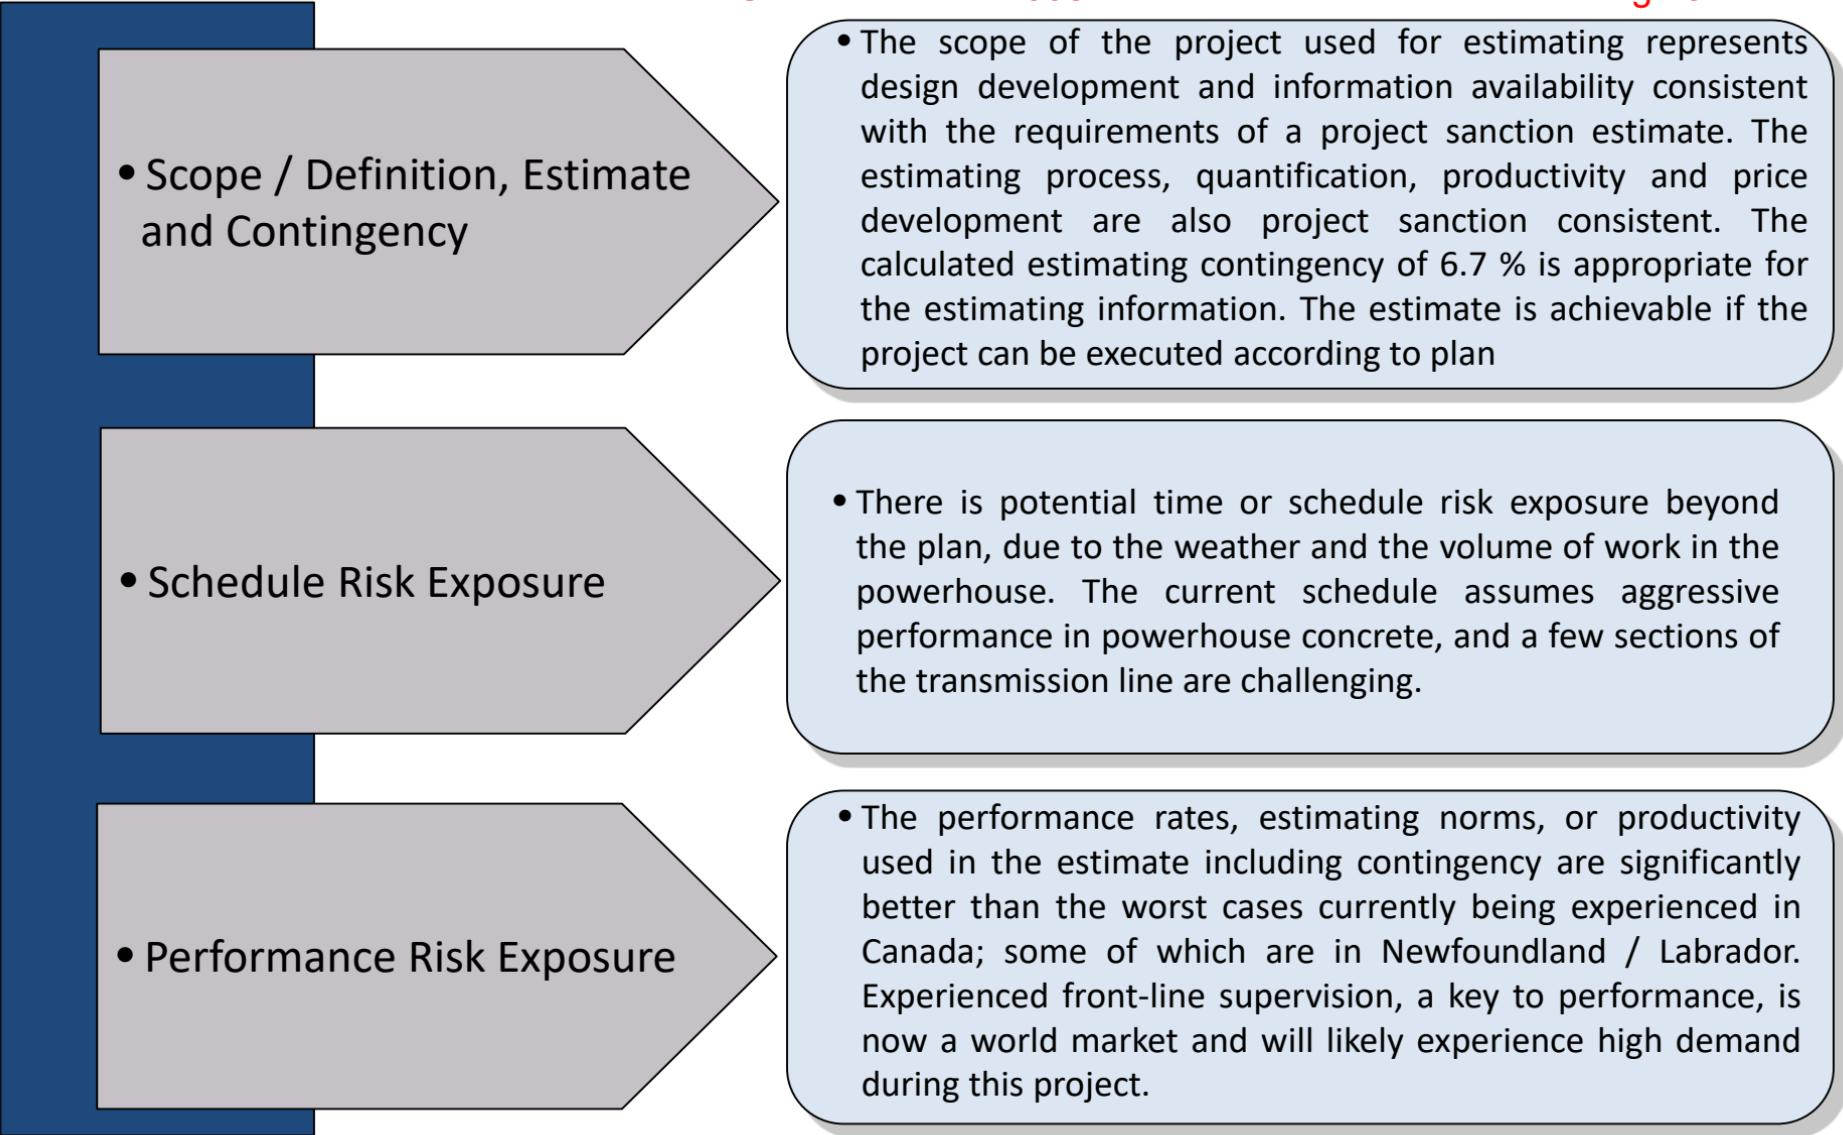 • Scope / Definition, Estimate
and Contingency
• The scope of the project used for estimating represents
design development and information availability consistent
with the requirements of a project sanction estimate. The
estimating process, quantification, productivity and price
development are also project sanction consistent. The
calculated estimating contingency of 6.7 % is appropriate for
the estimating information. The estimate is achievable if the
project can be executed according to plan
• Schedule Risk Exposure
• There is potential time or schedule risk exposure beyond
the plan, due to the weather and the volume of work in the
powerhouse. The current schedule assumes aggressive
performance in powerhouse concrete, and a few sections of
the transmission line are challenging.
• Performance Risk Exposure
• The performance rates, estimating norms, or productivity
used in the estimate including contingency are significantly
better than the worst cases currently being experienced in
Canada; some of which are in Newfoundland / Labrador.
Experienced front-line supervision, a key to performance, is
now a world market and will likely experience high demand
during this project.